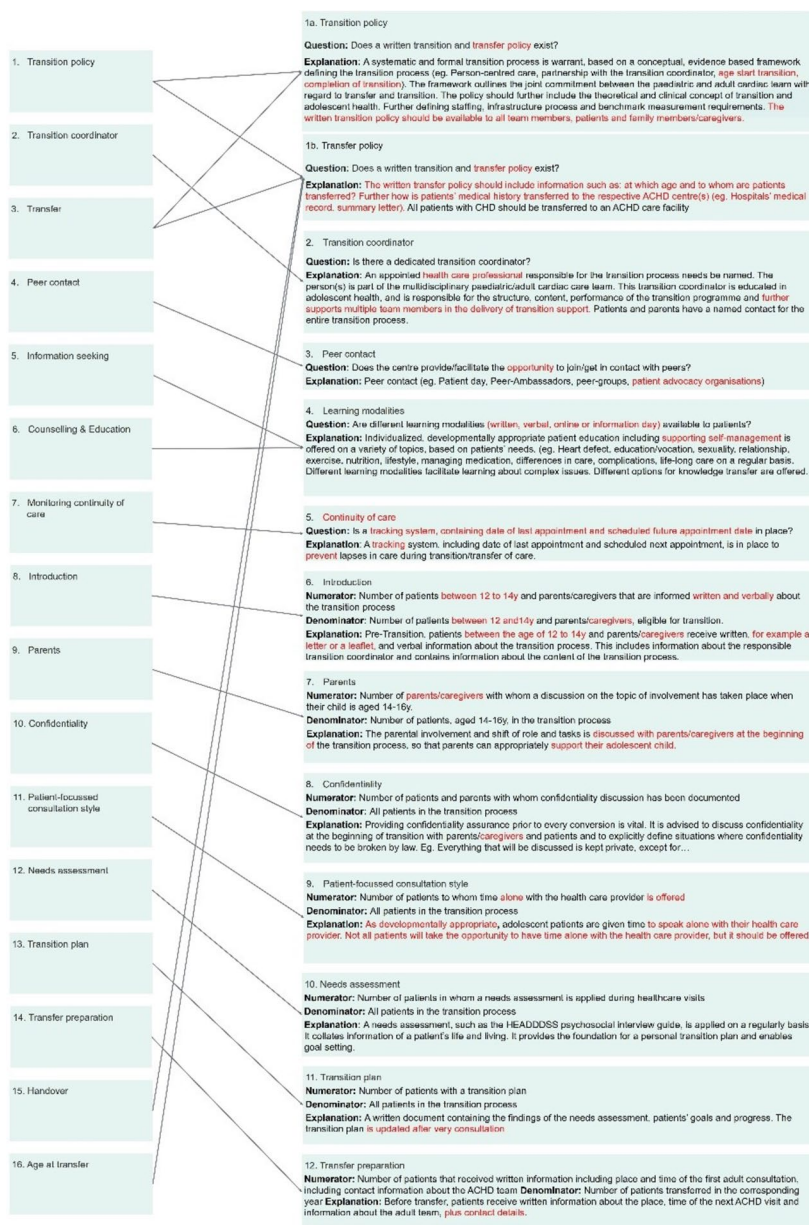 1. Transition policy
2. Transition coordinator
3. Transfer
4. Peer contact
5. Information seeking
6. Counselling & Education
7. Monitoring continuity of
care
8. Introduction
9. Parents
10. Confidentiality
11. Patient-focussed
consultation style
12. Needs assessment
13. Transition plan
14. Transfer preparation
15. Handover
16. Age at transfer
1a. Transition policy
Question: Does a written transition and transfer policy exist?
Explanation: A systematic and formal transition process is warrant, based on a conceptual, evidence based framework
defining the transition process (eg. Person-centred care, partnership with the transition coordinator, age start transition,
completion of transition). The framework outlines the joint commitment between the paediatric and adult cardiac team with
regard to transfer and transition. The policy should further include the theoretical and clinical concept of transition and
adolescent health. Further defining staffing, infrastructure process and benchmark measurement requirements. The
written transition policy should be available to all team members, patients and family members/caregivers.
1b. Transfer policy
Question: Does a written transition and transfer policy exist?
Explanation: The written transfer policy should include information such as: at which age and to whom are patients
transferred? Further how is patients' medical history transferred to the respective ACHD centre(s) (eg. Hospitals' medical
record, summary letter). All patients with CHD should be transferred to an ACHD care facility
2. Transition coordinator
Question: Is there a dedicated transition coordinator?
Explanation: An appointed health care professional responsible for the transition process needs be named. The
person(s) is part of the multidisciplinary paediatric/adult cardiac care team. This transition coordinator is educated in
adolescent health, and is responsible for the structure, content, performance of the transition programme and further
supports multiple team members in the delivery of transition support. Patients and parents have a named contact for the
entire transition process.
3. Peer contact
Question: Does the centre provide/facilitate the opportunity to join/get in contact with peers?
Explanation: Peer contact (eg. Patient day, Peer-Ambassadors, peer-groups, patient advocacy organisations)
4. Learning modalities
Question: Are different learning modalities (written, verbal, online or information day) available to patients?
Explanation: Individualized, developmentally appropriate patient education including supporting self-management is
offered on a variety of topics, based on patients' needs, (eg. Heart defect, education/vocation, sexuality, relationship,
exercise, nutrition, lifestyle, managing medication, differences in care, complications, life-long care on a regular basis.
Different learning modalities facilitate learning about complex issues. Different options for knowledge transfer are offered.
5. Continuity of care
Question: Is a tracking system, containing date of last appointment and scheduled future appointment date in place?
Explanation: A tracking system, including date of last appointment and scheduled next appointment, is in place to
prevent lapses in care during transition/transfer of care.
6. Introduction
Numerator: Number of patients between 12 to 14y and parents/caregivers that are informed written and verbally about
the transition process
Denominator: Number of patients between 12 and14y and parents/caregivers, eligible for transition.
Explanation: Pre-Transition, patients between the age of 12 to 14y and parents/caregivers receive written, for example a
letter or a leaflet, and verbal information about the transition process. This includes information about the responsible
transition coordinator and contains information about the content of the transition process.
7. Parents
Numerator: Number of parents/caregivers with whom a discussion on the topic of involvement has taken place when
their child is aged 14-16y.
Denominator: Number of patients, aged 14-16y, in the transition process
Explanation: The parental involvement and shift of role and tasks is discussed with parents/caregivers at the beginning
of the transition process, so that parents can appropriately support their adolescent child.
8. Confidentiality
Numerator: Number of patients and parents with whom confidentiality discussion has been documented
Denominator: All patients in the transition process
Explanation: Providing confidentiality assurance prior to every conversion is vital. It is advised to discuss confidentiality
at the beginning of transition with parents/caregivers and patients and to explicitly define situations where confidentiality
needs to be broken by law. Eg. Everything that will be discussed is kept private, except for…
9. Patient-focussed consultation style
Numerator: Number of patients to whom time alone with the health care provider is offered
Denominator: All patients in the transition process
Explanation: As developmentally appropriate, adolescent patients are given time to speak alone with their health care
provider. Not all patients will take the opportunity to have time alone with the health care provider, but it should be offered
10. Needs assessment
Numerator: Number of patients in whom a needs assessment is applied during healthcare visits
Denominator: All patients in the transition process
Explanation: A needs assessment, such as the HEADDDSS psychosocial interview guide, is applied on a regularly basis
It collates information of a patient's life and living. It provides the foundation for a personal transition plan and enables
goal setting.
11. Transition plan
Numerator: Number of patients with a transition plan
Denominator: All patients in the transition process
Explanation: A written document containing the findings of the needs assessment, patients' goals and progress. The
transition plan is updated after very consultation
12. Transfer preparation
Numerator: Number of patients that received written information including place and time of the first adult consultation,
including contact information about the ACHD team Denominator: Number of patients transferred in the corresponding
year Explanation: Before transfer, patients receive written information about the place, time of the next ACHD visit and
information about the adult team, plus contact details.